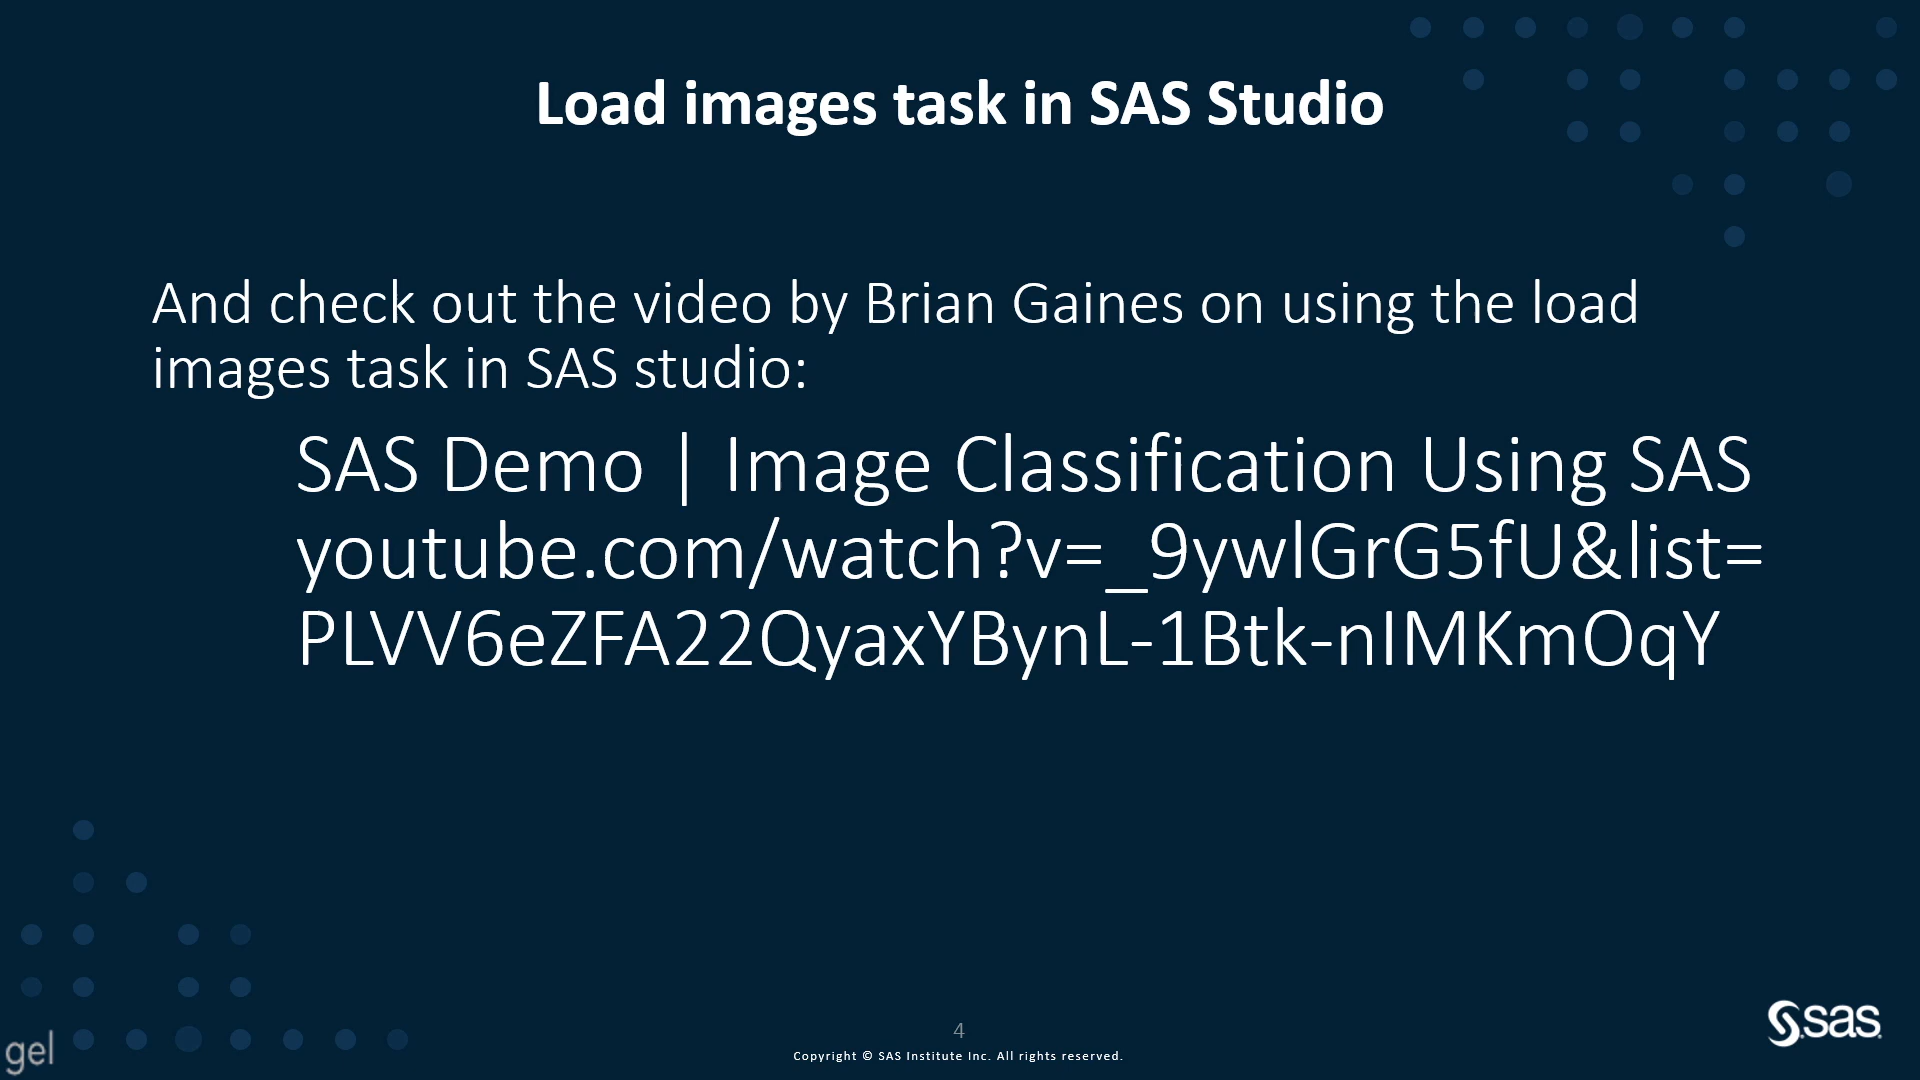 Load images task in SAS Studio
And check out the video by Brian Gaines on using the load
images task in SAS studio:
SAS Demo | Image Classification Using SAS
youtube.com/watch?v=_9ywlGrG5fU&list=
PLVV6eZFA22QyaxYBynL-1Btk-nIMKmOqY
4
Copyright © SAS Institute Inc. All rights reserved.
gel
sas